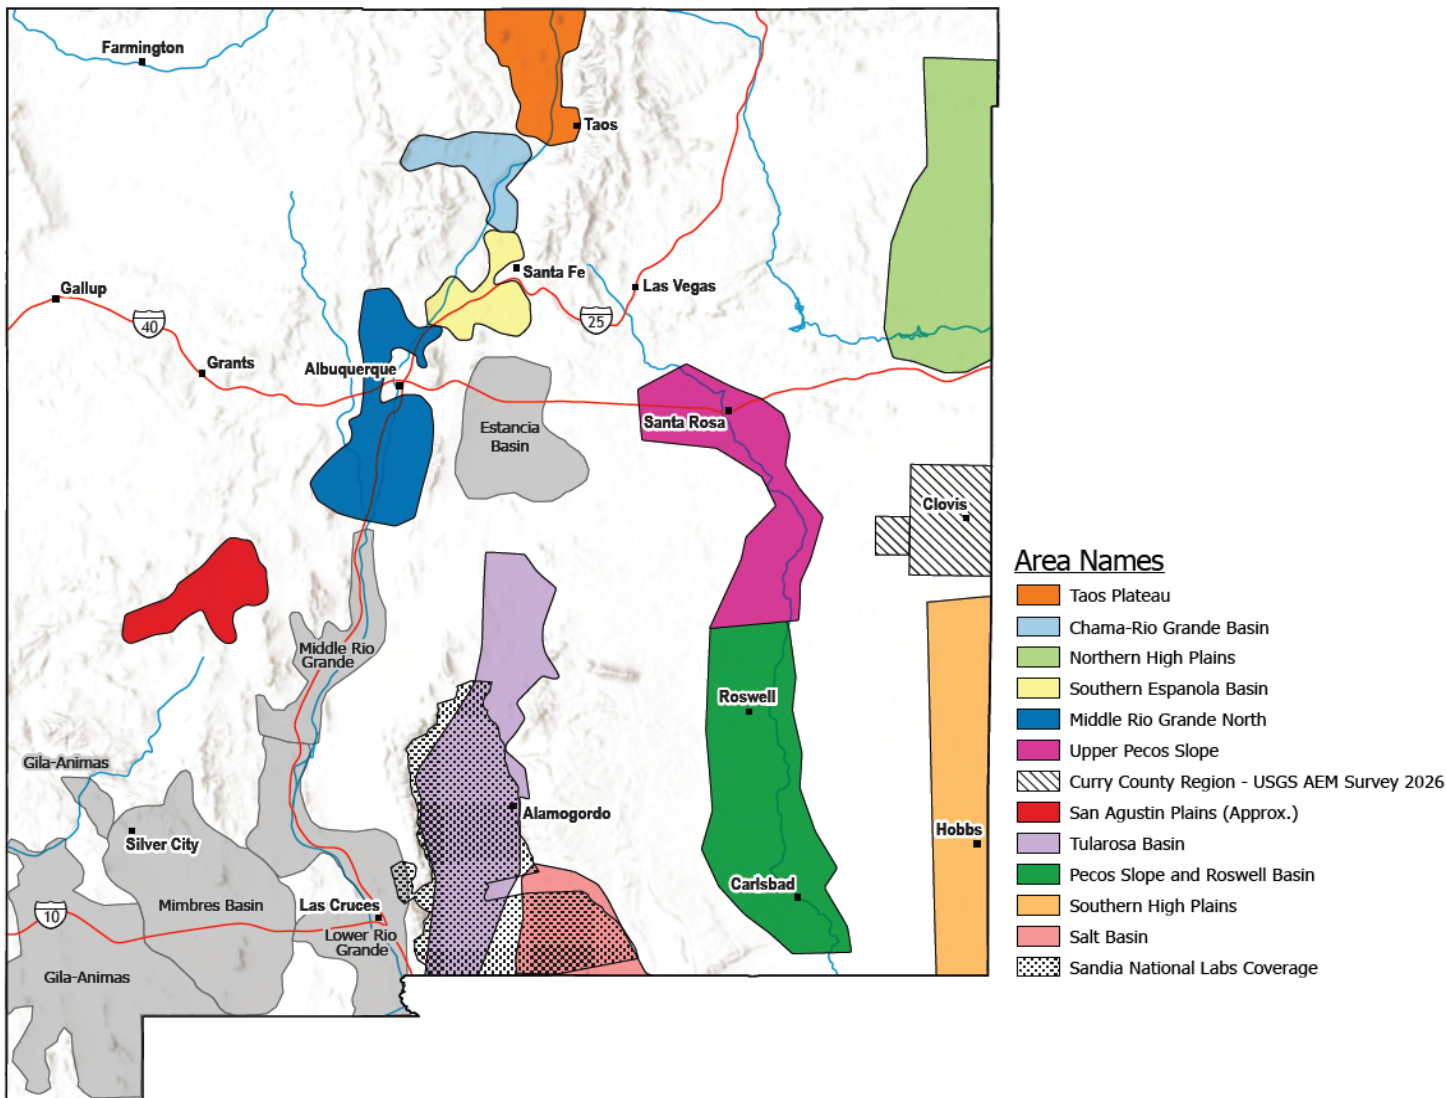 Farmington
Taos
Santa Fe
Las Vegas
Gallup
40
25
Grants
Albuquerque
Santa Rosa
Estancia
Basin
Clovis
Middle Rio
Grande
Roswell
Gila-Animas
Alamogordo
Silver City
Hobbs
Carlsbad
Mimbres Basin
Las Cruces
10
Lower Rio
Grande
Gila-Animas
Area Names
Taos Plateau
Chama-Rio Grande Basin
Northern High Plains
Southern Espanola Basin
Middle Rio Grande North
Upper Pecos Slope
Curry County Region - USGS AEM Survey 2026
San Agustin Plains (Approx.)
Tularosa Basin
Pecos Slope and Roswell Basin
Southern High Plains
Salt Basin
Sandia National Labs Coverage